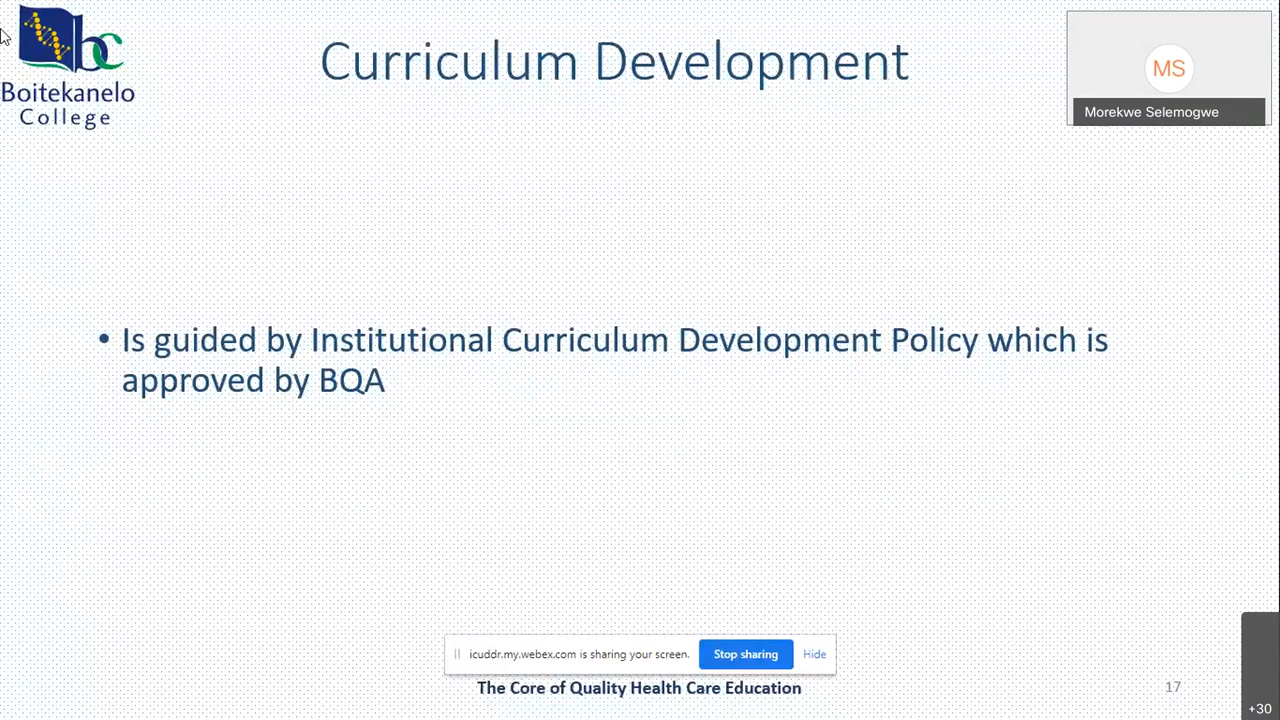 bc
Boitekanelo
College
Curriculum Development
MS
Morekwe Selemogwe
• Is guided by Institutional Curriculum Development Policy which is
approved by BQA
icuddr.my.webex.com is sharing your screen. Stop sharing Hide
The Core of Quality Health Care Education
17
+30